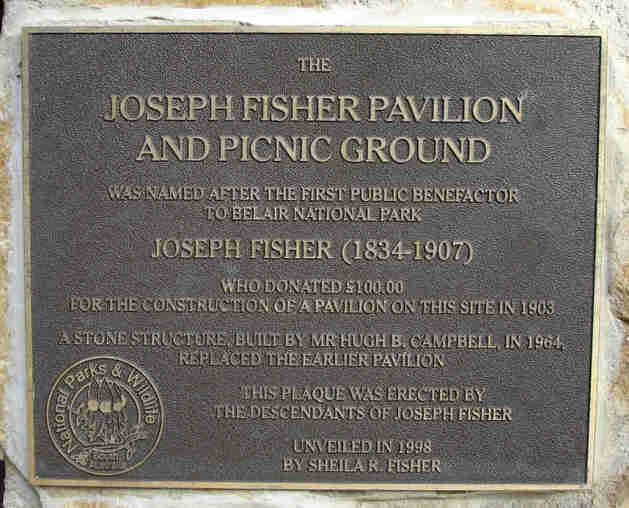 THE
JOSEPH FISHER PAVILION
AND PICNIC GROUND
WAS NAMED AFTER THE FIRST PUBLIC BENEFACTOR
TO BELAIR NATIONAL PARK
JOSEPH FISHER (1834-1907)
WHO DONATED £100.00
FOR THE CONSTRUCTION OF A PAVILION ON THIS SITE IN 1903
A STONE STRUCTURE, BUILT BY MR HUGH B. CAMPBELL, IN 1964,
REPLACED THE EARLIER PAVILION
THIS PLAQUE WAS ERECTED BY
THE DESCENDANTS OF JOSEPH FISHER
UNVEILED IN 1998
BY SHEILA R. FISHER
National Parks & Wildlife
South